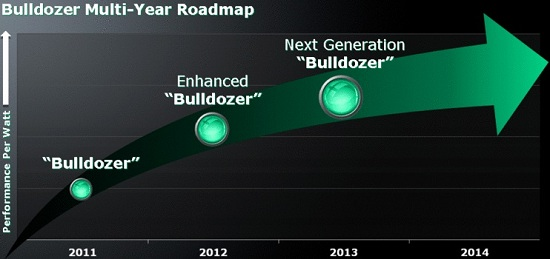 Bulldozer Multi-Year Roadmap
Next Generation
“Bulldozer”
Enhanced
“Bulldozer”
“Bulldozer”
Performance Per Watt
2011 2012 2013 2014